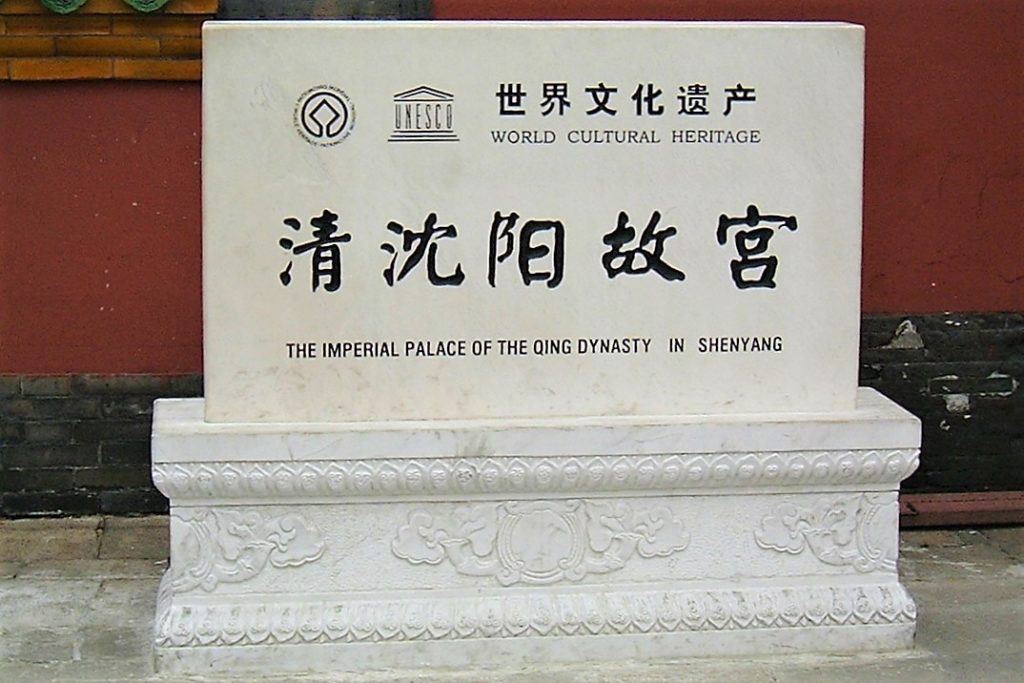 UNESCO
世界文化遗产
WORLD CULTURAL HERITAGE
清沈阳故宫
THE IMPERIAL PALACE OF THE QING DYNASTY IN SHENYANG